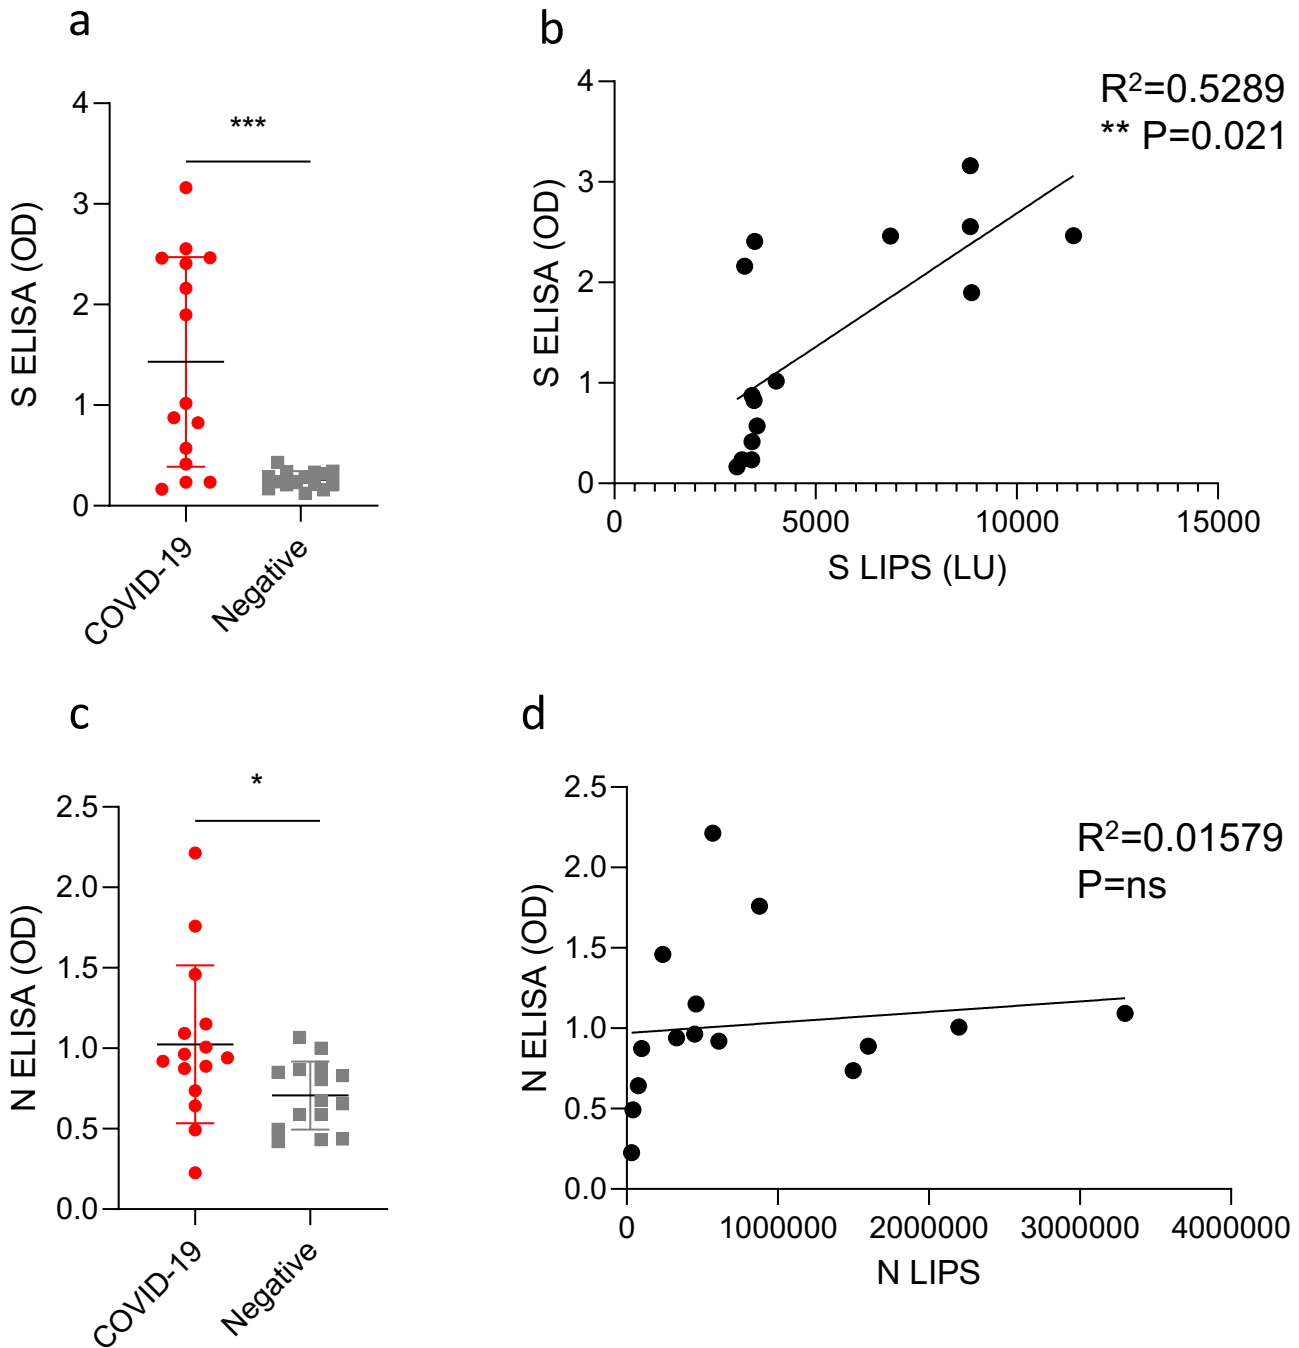 a
***
S ELISA (OD)
4
3
2
1
0
COVID-19
Negative
b
R²=0.5289
** P=0.021
S ELISA (OD)
4
3
2
1
0
0 5000 10000 15000
S LIPS (LU)
c
*
N ELISA (OD)
2.5
2.0
1.5
1.0
0.5
0.0
COVID-19
Negative
d
R²=0.01579
P=ns
N ELISA (OD)
2.5
2.0
1.5
1.0
0.5
0.0
0 1000000 2000000 3000000 4000000
N LIPS